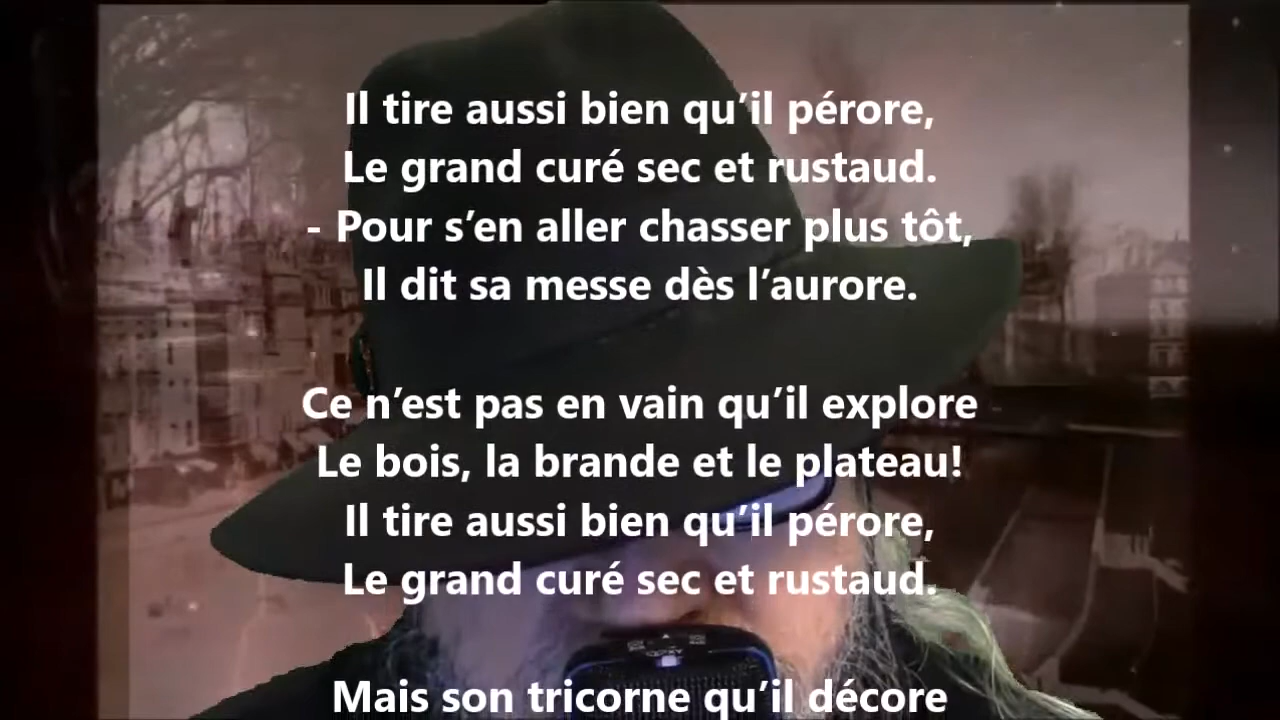 Il tire aussi bien qu’il pérore,
Le grand curé sec et rustaud.
- Pour s’en aller chasser plus tôt,
Il dit sa messe dès l’aurore.
Ce n’est pas en vain qu’il explore
Le bois, la brande et le plateau!
Il tire aussi bien qu’il pérore,
Le grand curé sec et rustaud.
Mais son tricorne qu’il décore